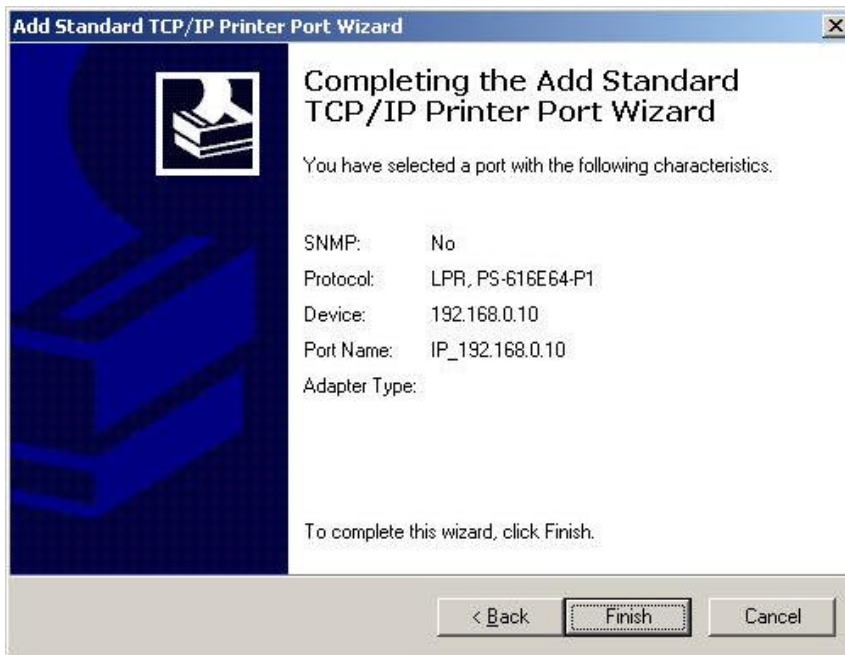 Add Standard TCP/IP Printer Port Wizard
Completing the Add Standard
TCP/IP Printer Port Wizard
You have selected a port with the following characteristics.
SNMP: No
Protocol: LPR, PS-616E64-P1
Device: 192.168.0.10
Port Name: IP_192.168.0.10
Adapter Type:
To complete this wizard, click Finish.
< Back Finish Cancel